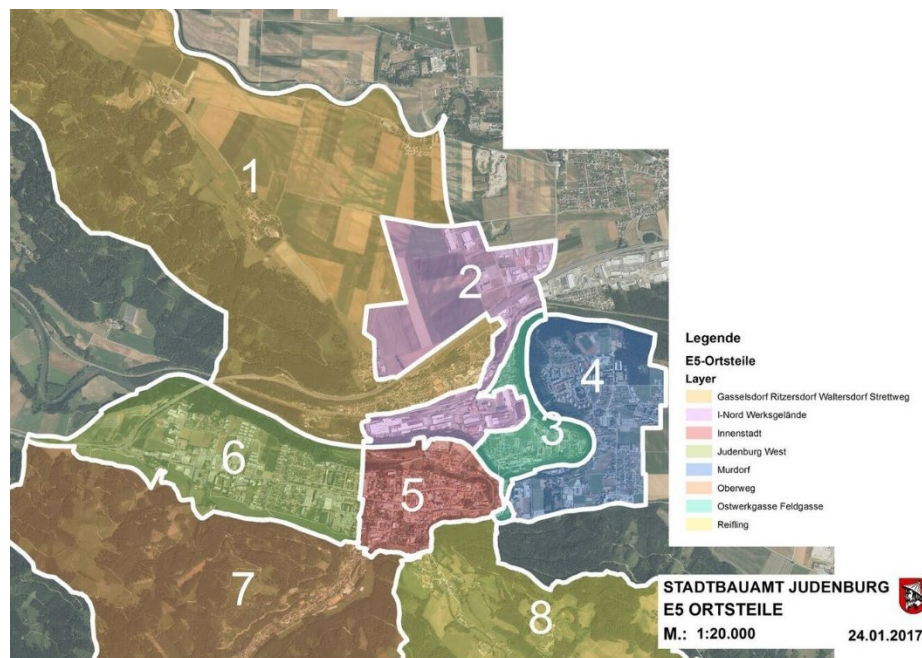 1
2
3
4
5
6
7
8
Legende
E5-Ortsteile
Layer
Gasselsdorf Ritzersdorf Waltersdorf Strettweg
I-Nord Werksgelände
Innenstadt
Judenburg West
Murdorf
Oberweg
Ostwerkgasse Feldgasse
Reifling
STADTBAUAMT JUDENBURG
E5 ORTSTEILE
M.: 1:20.000 24.01.2017